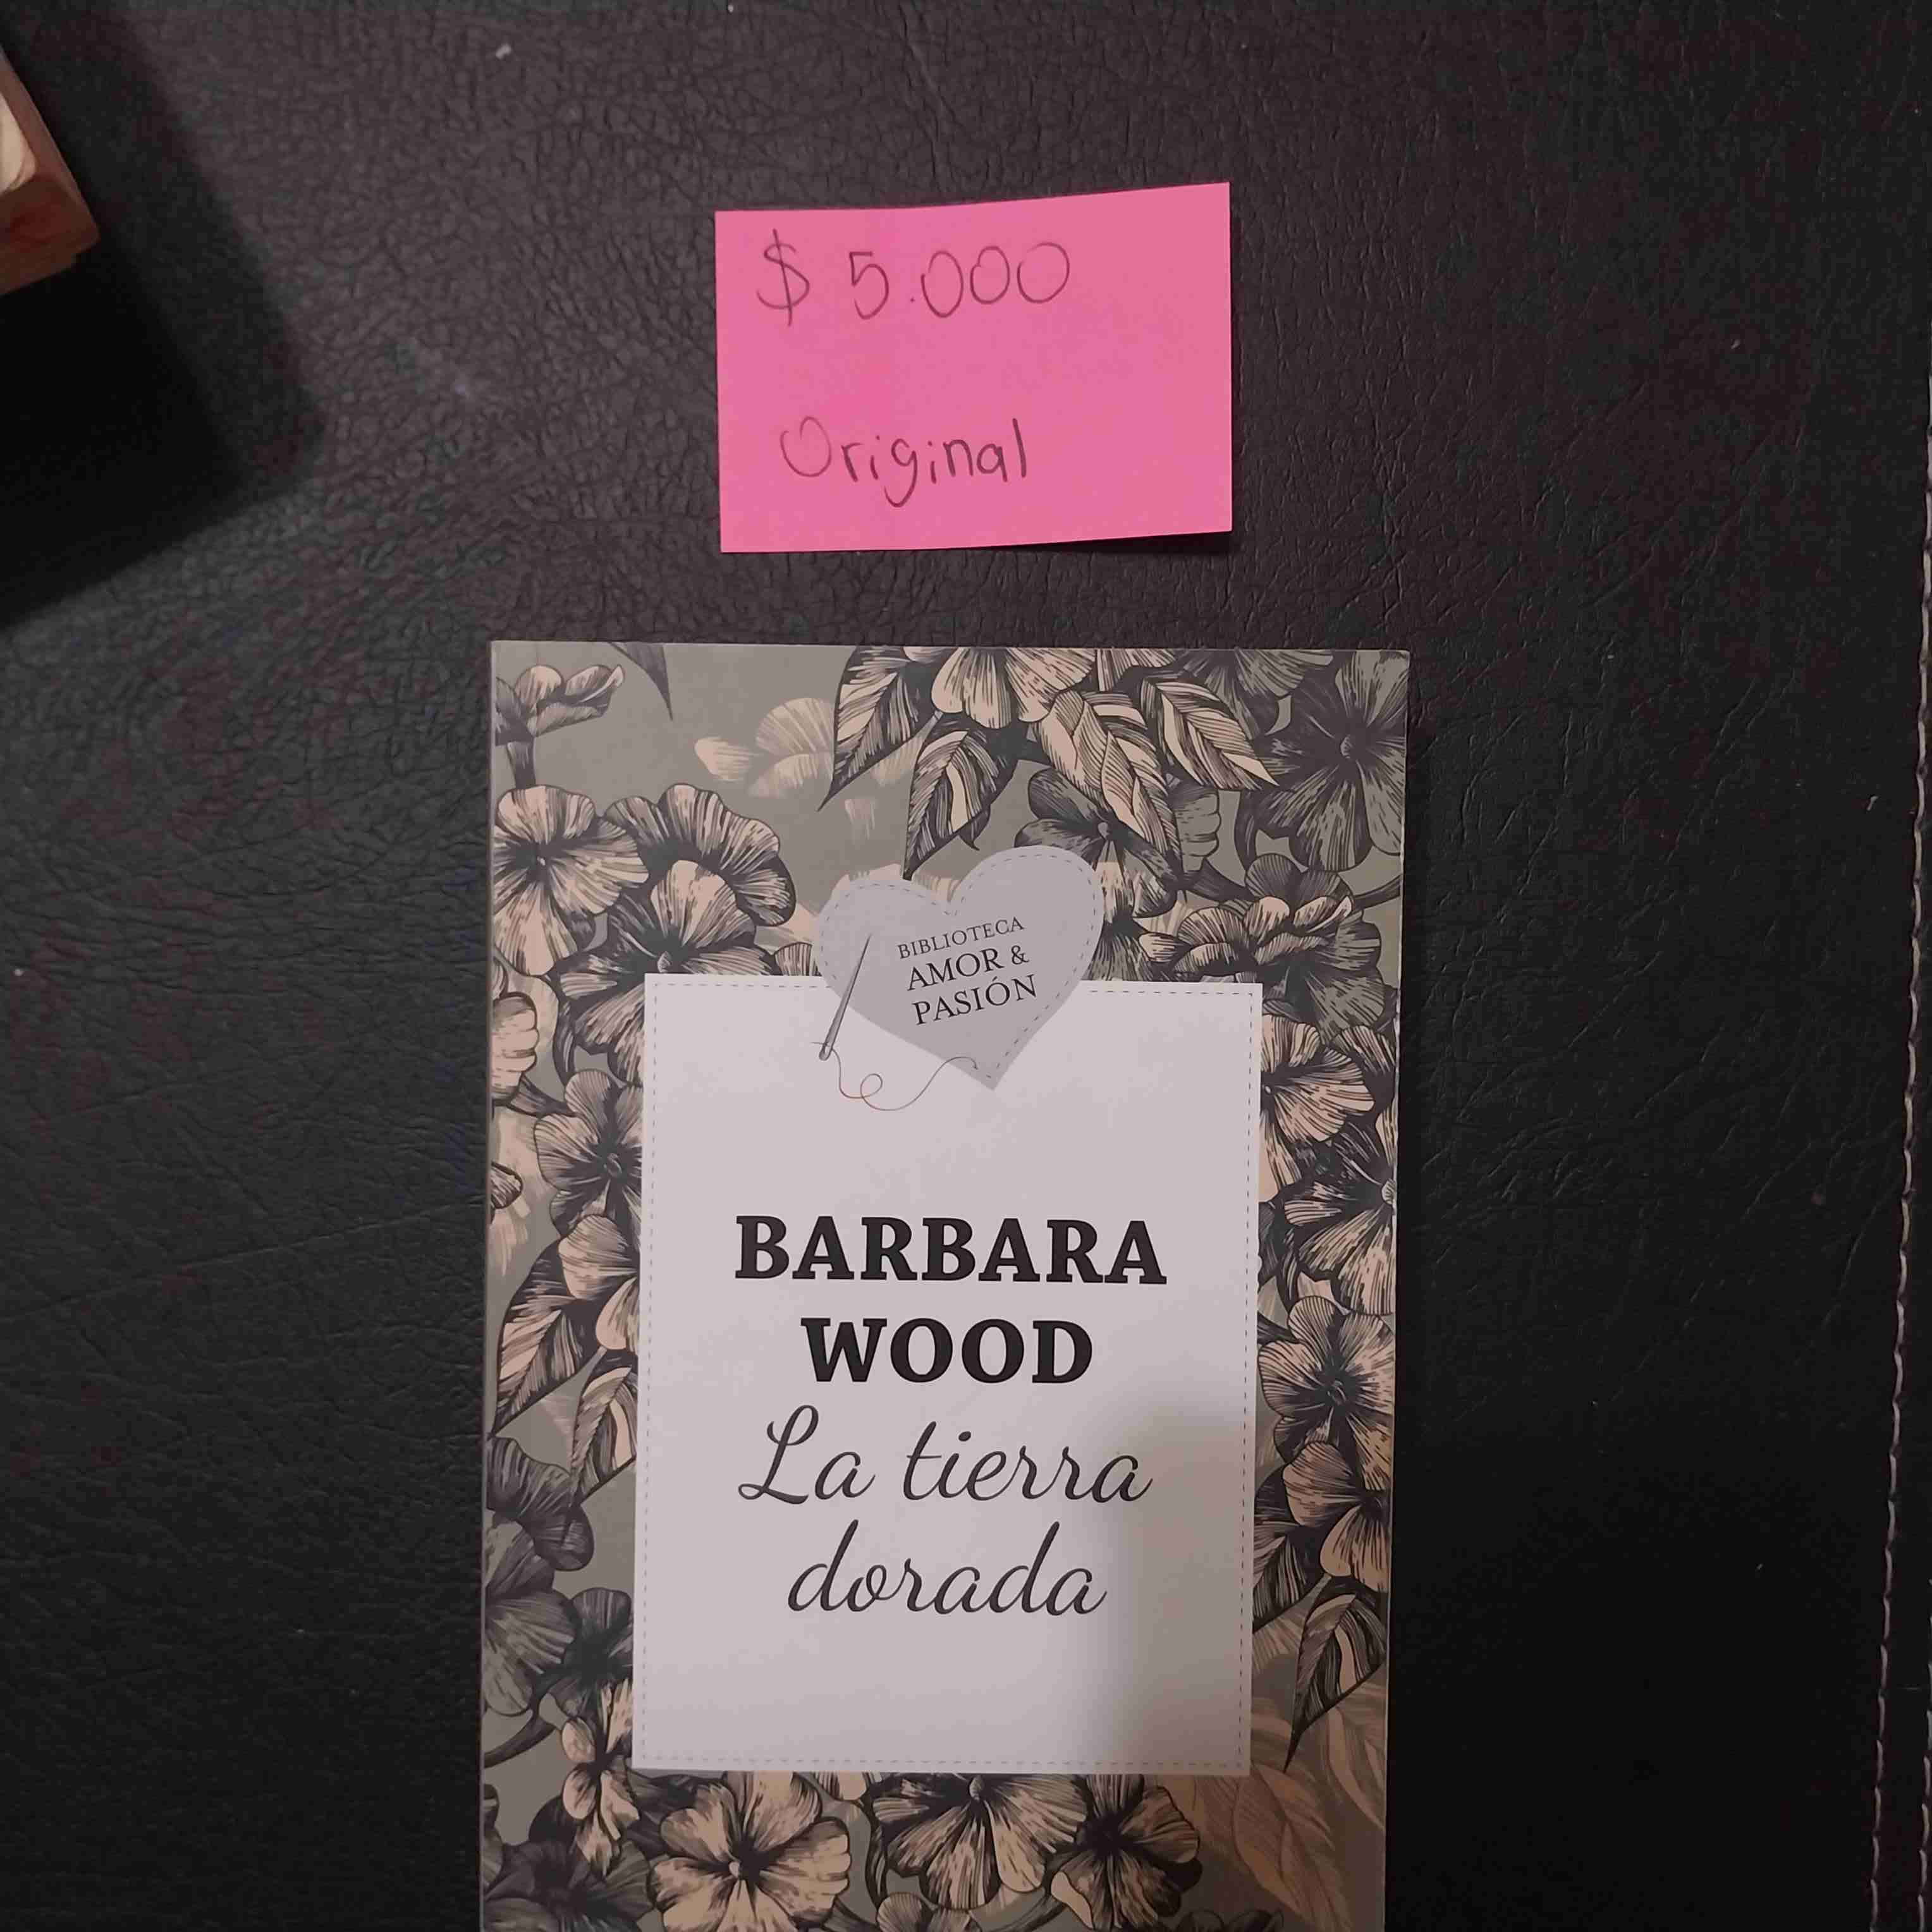 $ 5.000
Original
BIBLIOTECA
AMOR &
PASIÓN
BARBARA
WOOD
La tierra
dorada